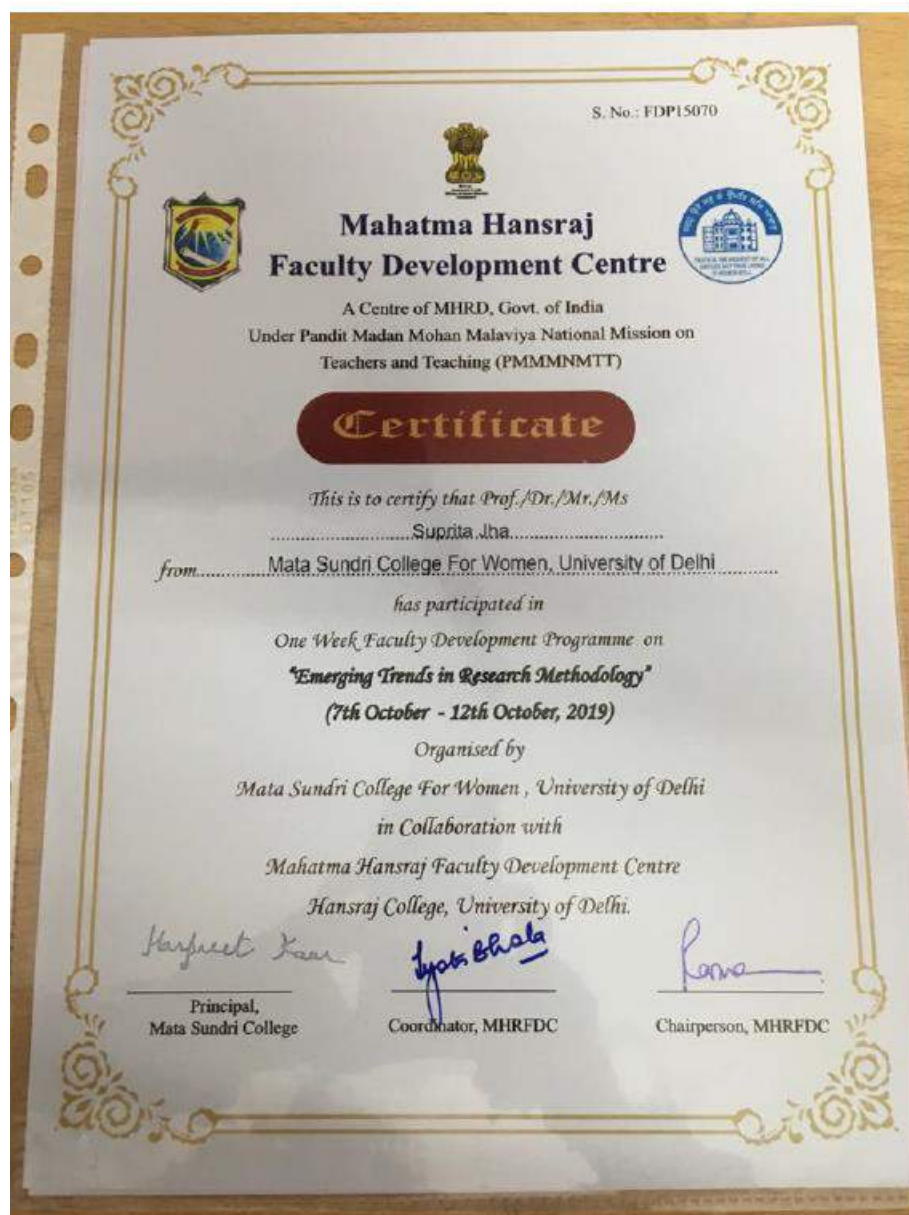 S. No.: FDP15070
Mahatma Hansraj
Faculty Development Centre
A Centre of MHRD, Govt. of India
Under Pandit Madan Mohan Malaviya National Mission on
Teachers and Teaching (PMMMNMTT)
Certificate
This is to certify that Prof./Dr./Mr./Ms
Suprita Jha
from Mata Sundri College For Women, University of Delhi
has participated in
One Week Faculty Development Programme on
"Emerging Trends in Research Methodology"
(7th October - 12th October, 2019)
Organised by
Mata Sundri College For Women , University of Delhi
in Collaboration with
Mahatma Hansraj Faculty Development Centre
Hansraj College, University of Delhi.
Harpreet Kaur
Jyoti Bhola
Rama
Principal,
Mata Sundri College
Coordinator, MHRFDC
Chairperson, MHRFDC